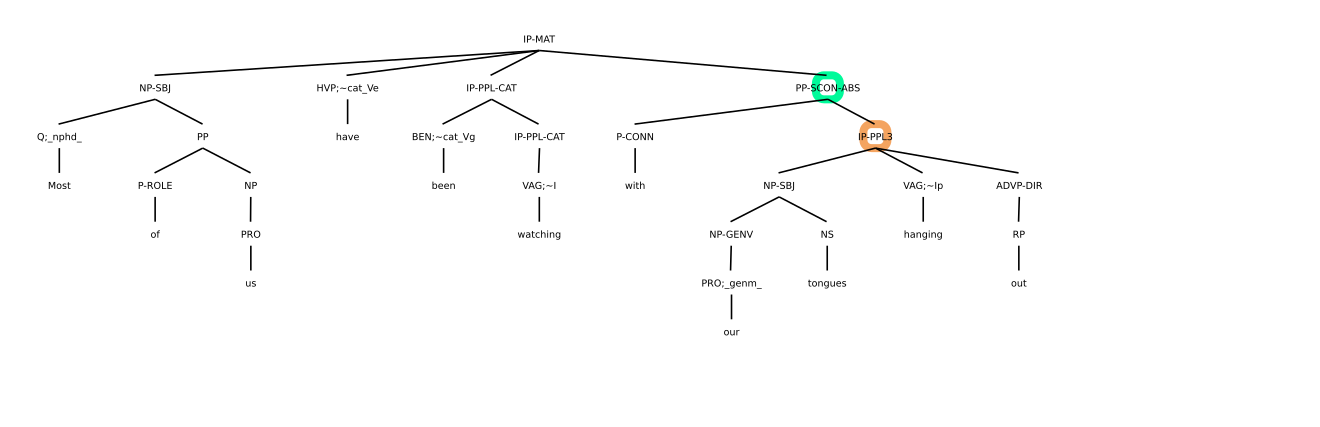 IP-MAT
NP-SBJ HVP;~cat_Ve IP-PPL-CAT PP-SCON-ABS
Q;_nphd_ PP have BEN;~cat_Vg IP-PPL-CAT P-CONN IP-PPL3
Most P-ROLE NP been VAG;~I with NP-SBJ VAG;~Ip ADVP-DIR
of PRO watching NP-GENV NS hanging RP
us PRO;_genm_ tongues out
our